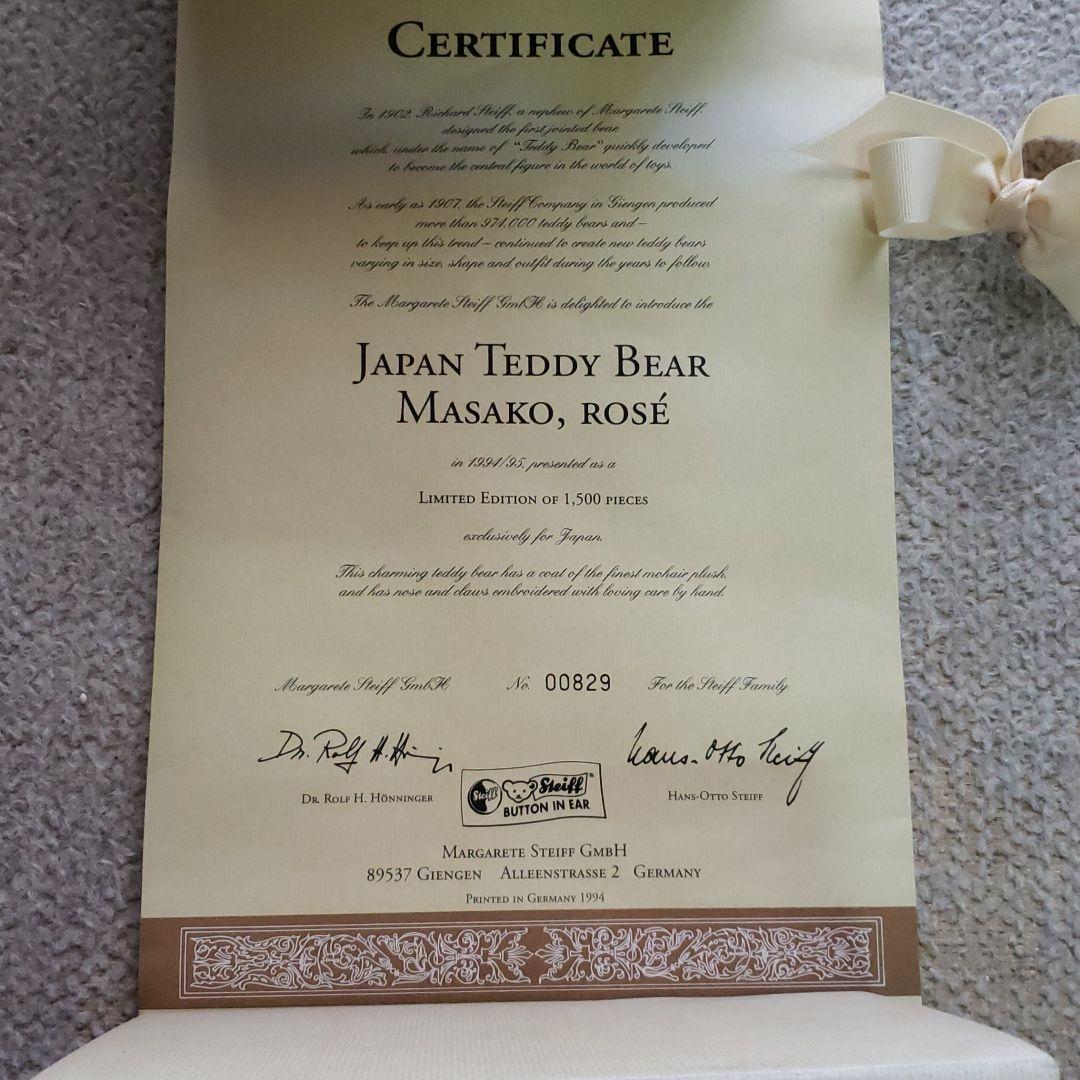 CERTIFICATE
In 1902, Richard Steiff, a nephew of Margarete Steiff,
designed the first jointed bear,
which, under the name of "Teddy Bear" quickly developed
to become the central figure in the world of toys.
As early as 1907, the Steiff Company in Giengen produced
more than 974,000 teddy bears and –
to keep up this trend – continued to create new teddy bears
varying in size, shape and outfit during the years to follow.
The Margarete Steiff GmbH is delighted to introduce the
JAPAN TEDDY BEAR
MASAKO, ROSÉ
in 1994/95, presented as a
LIMITED EDITION OF 1,500 PIECES
exclusively for Japan.
This charming teddy bear has a coat of the finest mohair plush,
and has nose and claws embroidered with loving care by hand.
Margarete Steiff GmbH No. 00829 For the Steiff Family
Dr. Rolf H. Hönninger Hans-Otto Steiff
DR. ROLF H. HÖNNINGER HANS-OTTO STEIFF
Steiff Steiff®
BUTTON IN EAR
MARGARETE STEIFF GMBH
89537 GIENGEN ALLEENSTRASSE 2 GERMANY
PRINTED IN GERMANY 1994